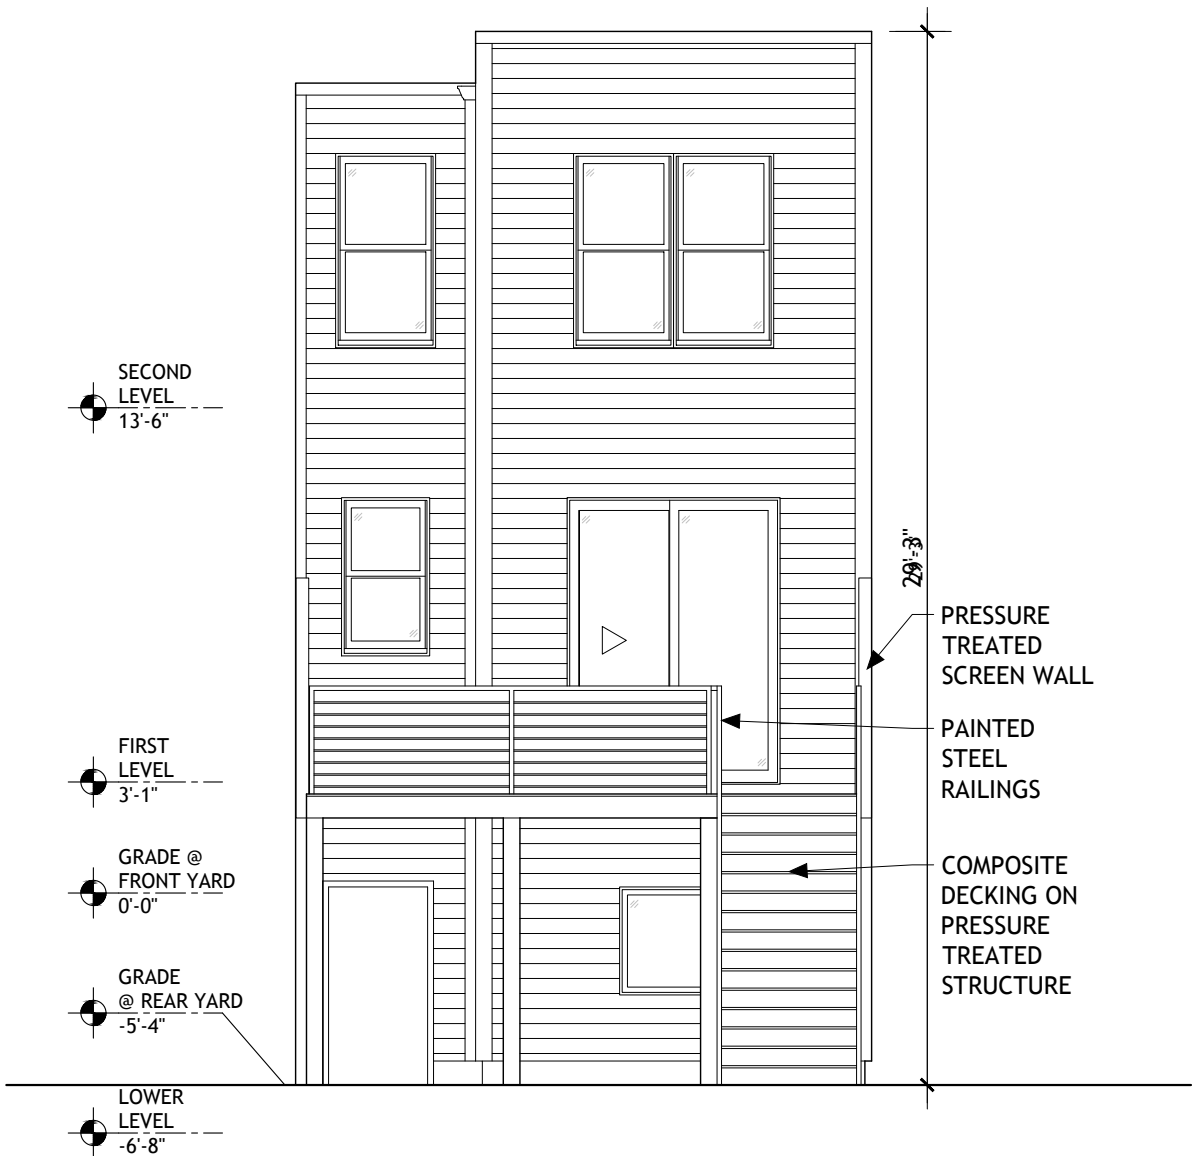 SECOND
LEVEL
13'-6"
FIRST
LEVEL
3'-1"
GRADE @
FRONT YARD
0'-0"
GRADE
@ REAR YARD
-5'-4"
LOWER
LEVEL
-6'-8"
PRESSURE
TREATED
SCREEN WALL
PAINTED
STEEL
RAILINGS
COMPOSITE
DECKING ON
PRESSURE
TREATED
STRUCTURE